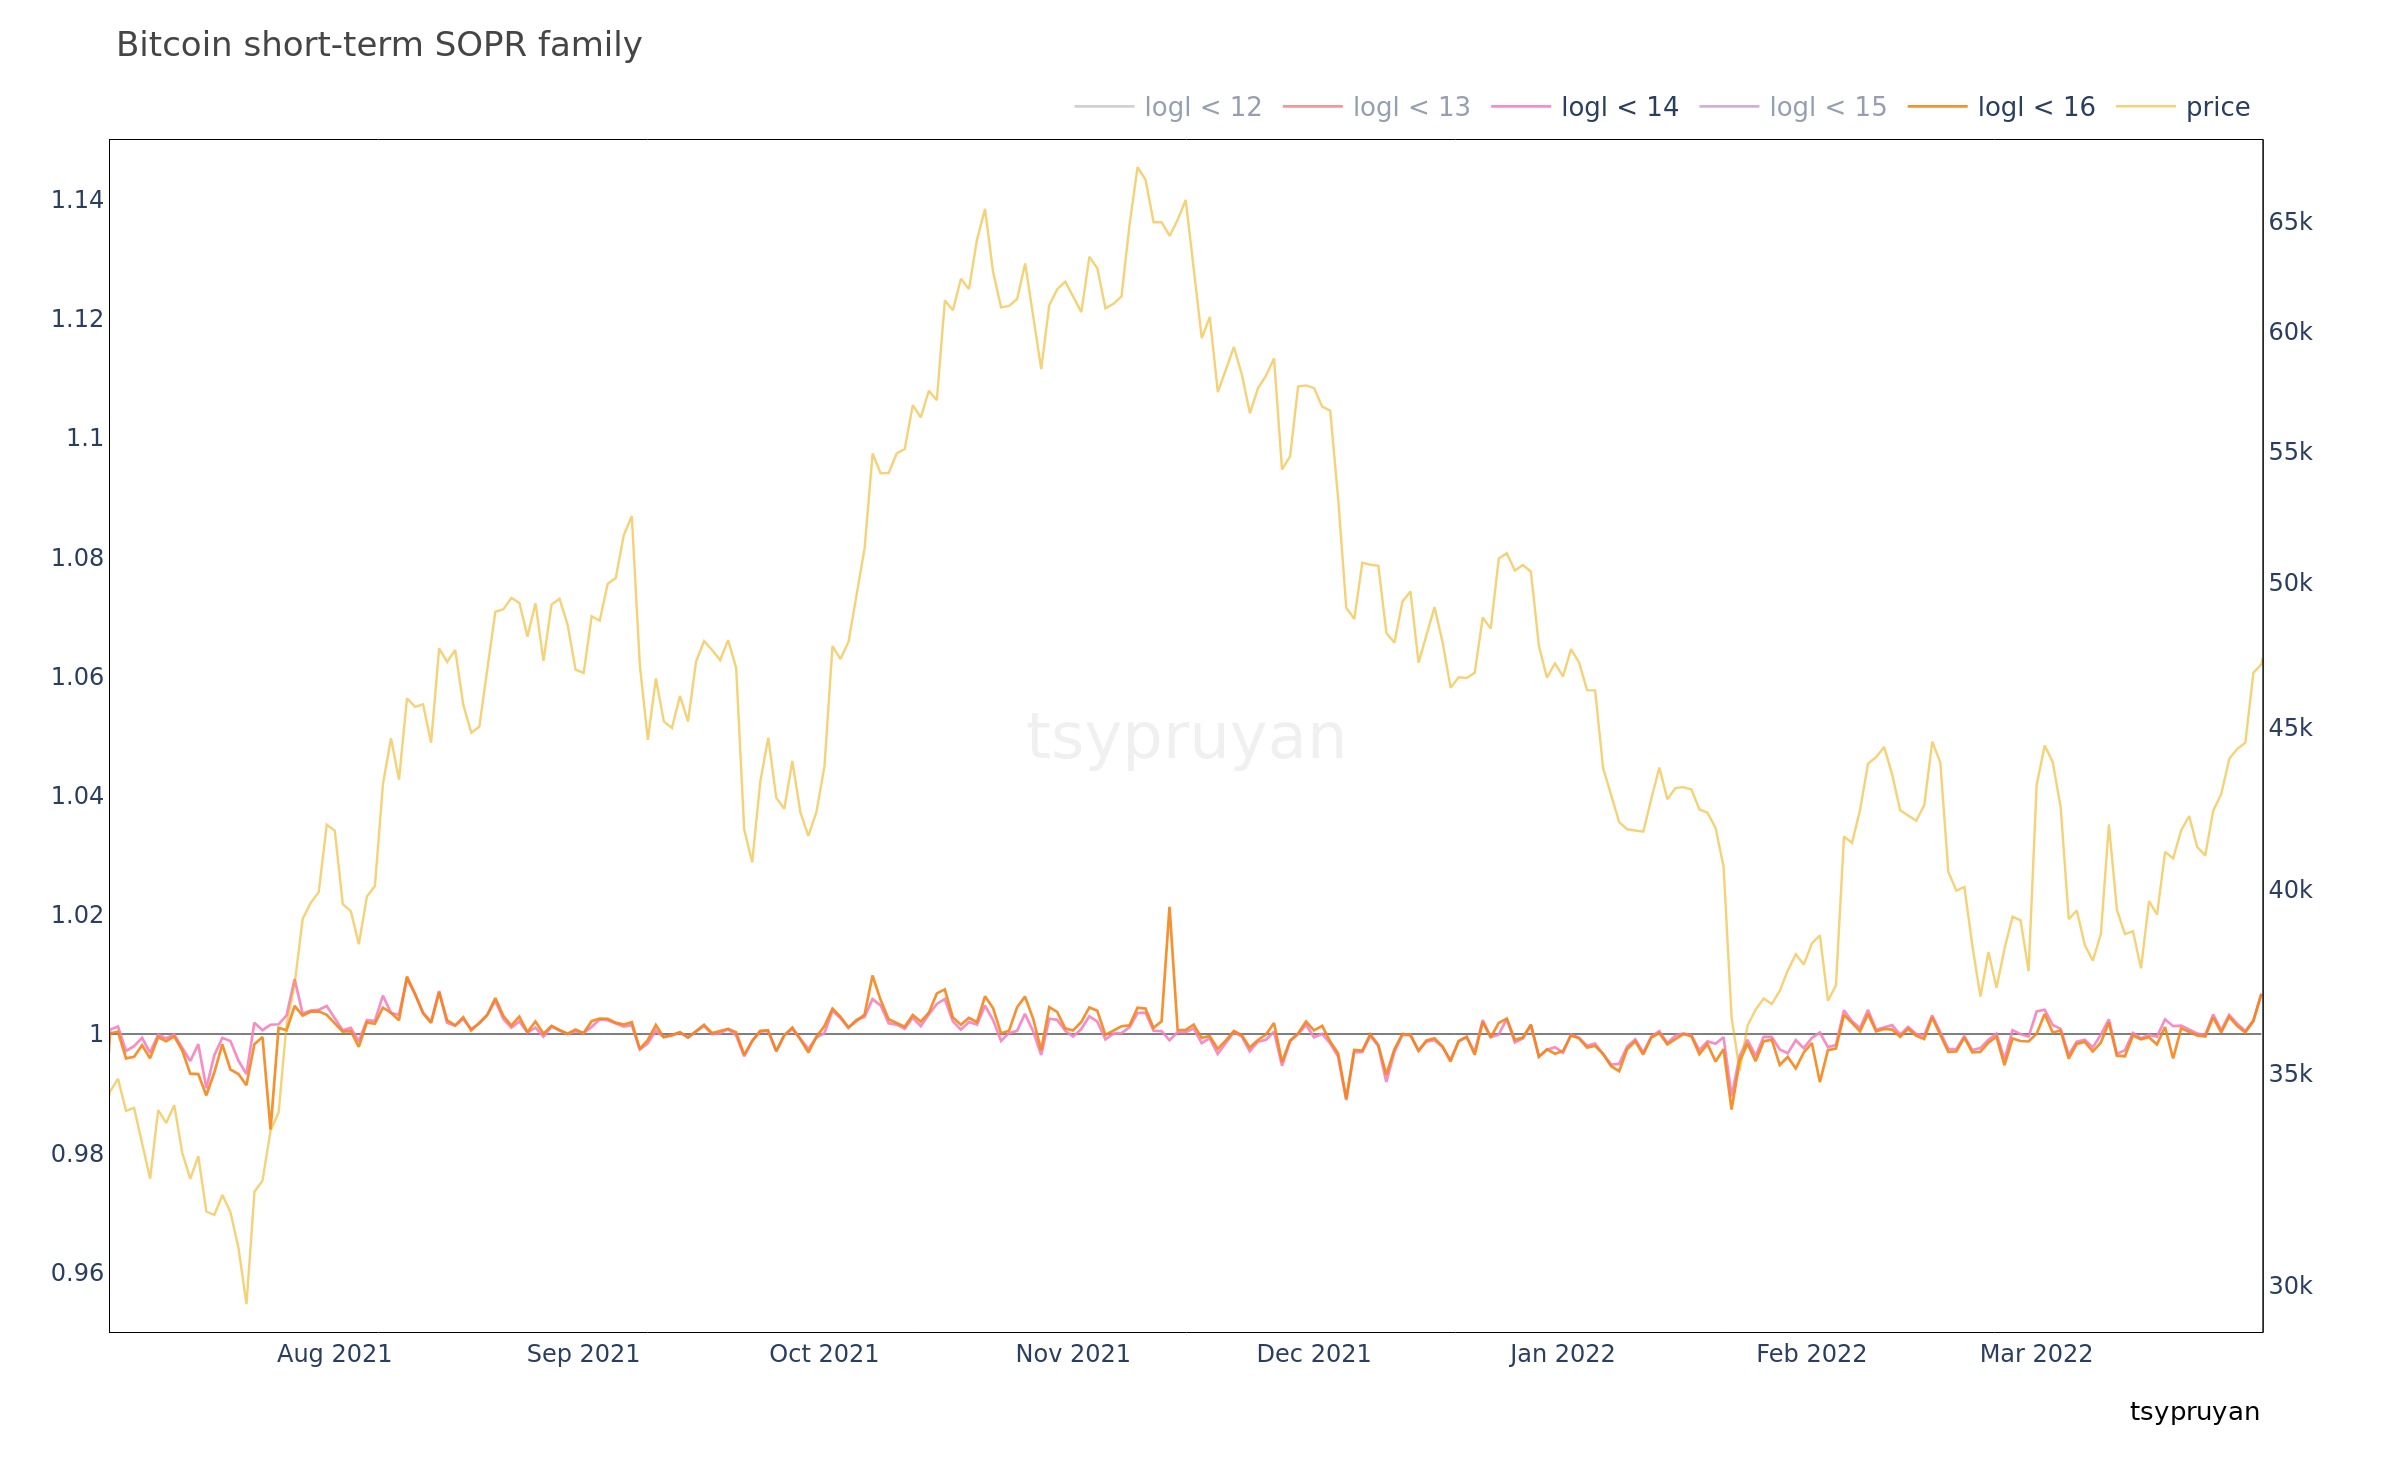 Bitcoin short-term SOPR family
logl < 12 logl < 13 logl < 14 logl < 15 logl < 16 price
1.14
1.12
1.1
1.08
1.06
1.04
1.02
1
0.98
0.96
65k
60k
55k
50k
45k
40k
35k
30k
tsypruyan
Aug 2021 Sep 2021 Oct 2021 Nov 2021 Dec 2021 Jan 2022 Feb 2022 Mar 2022
tsypruyan